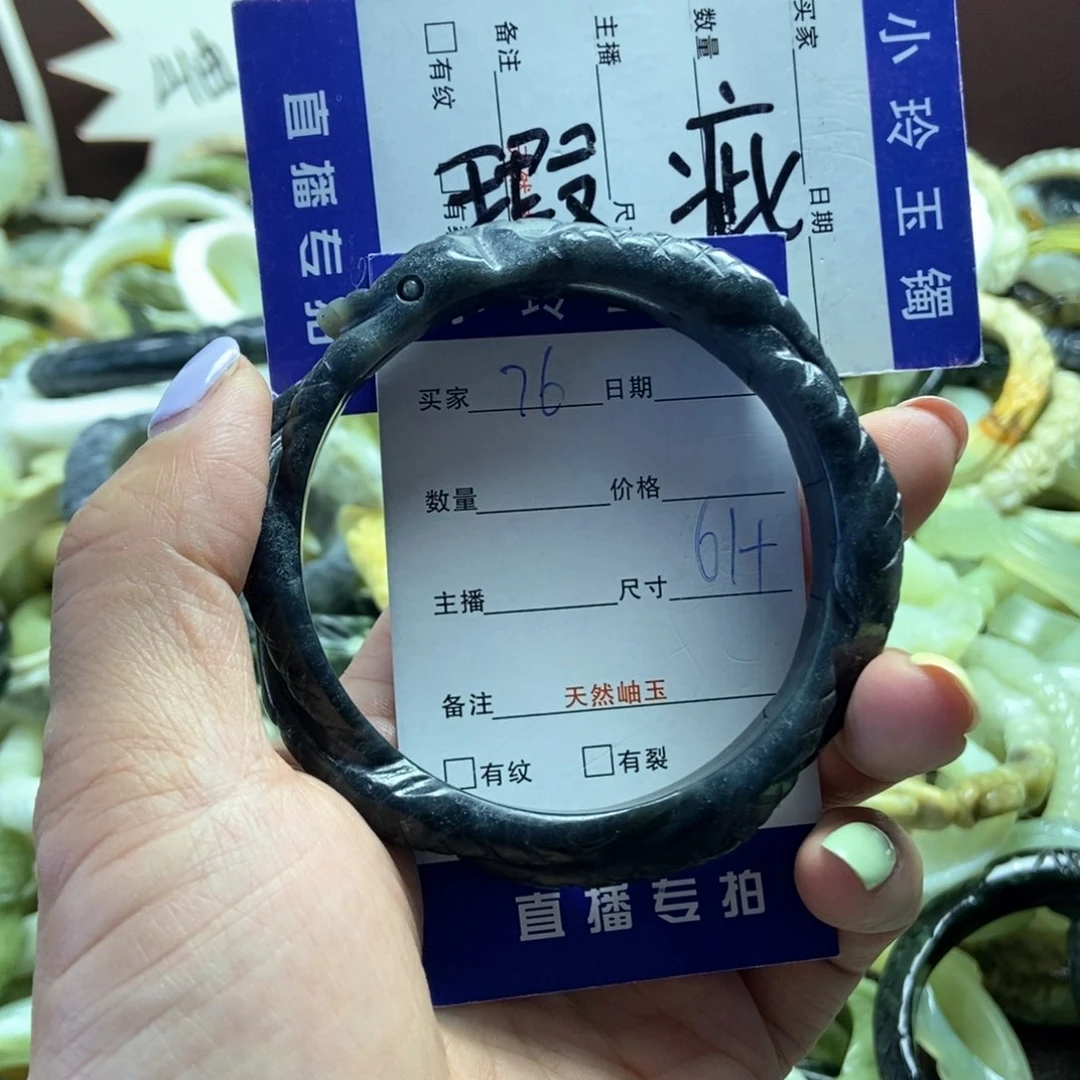 小玲玉镯
买家 日期
数量
主播 尺
备注
有纹
直播专拍
买家 76 日期
数量 价格
主播 尺寸 61+
备注 天然岫玉
有纹 有裂
直播专拍